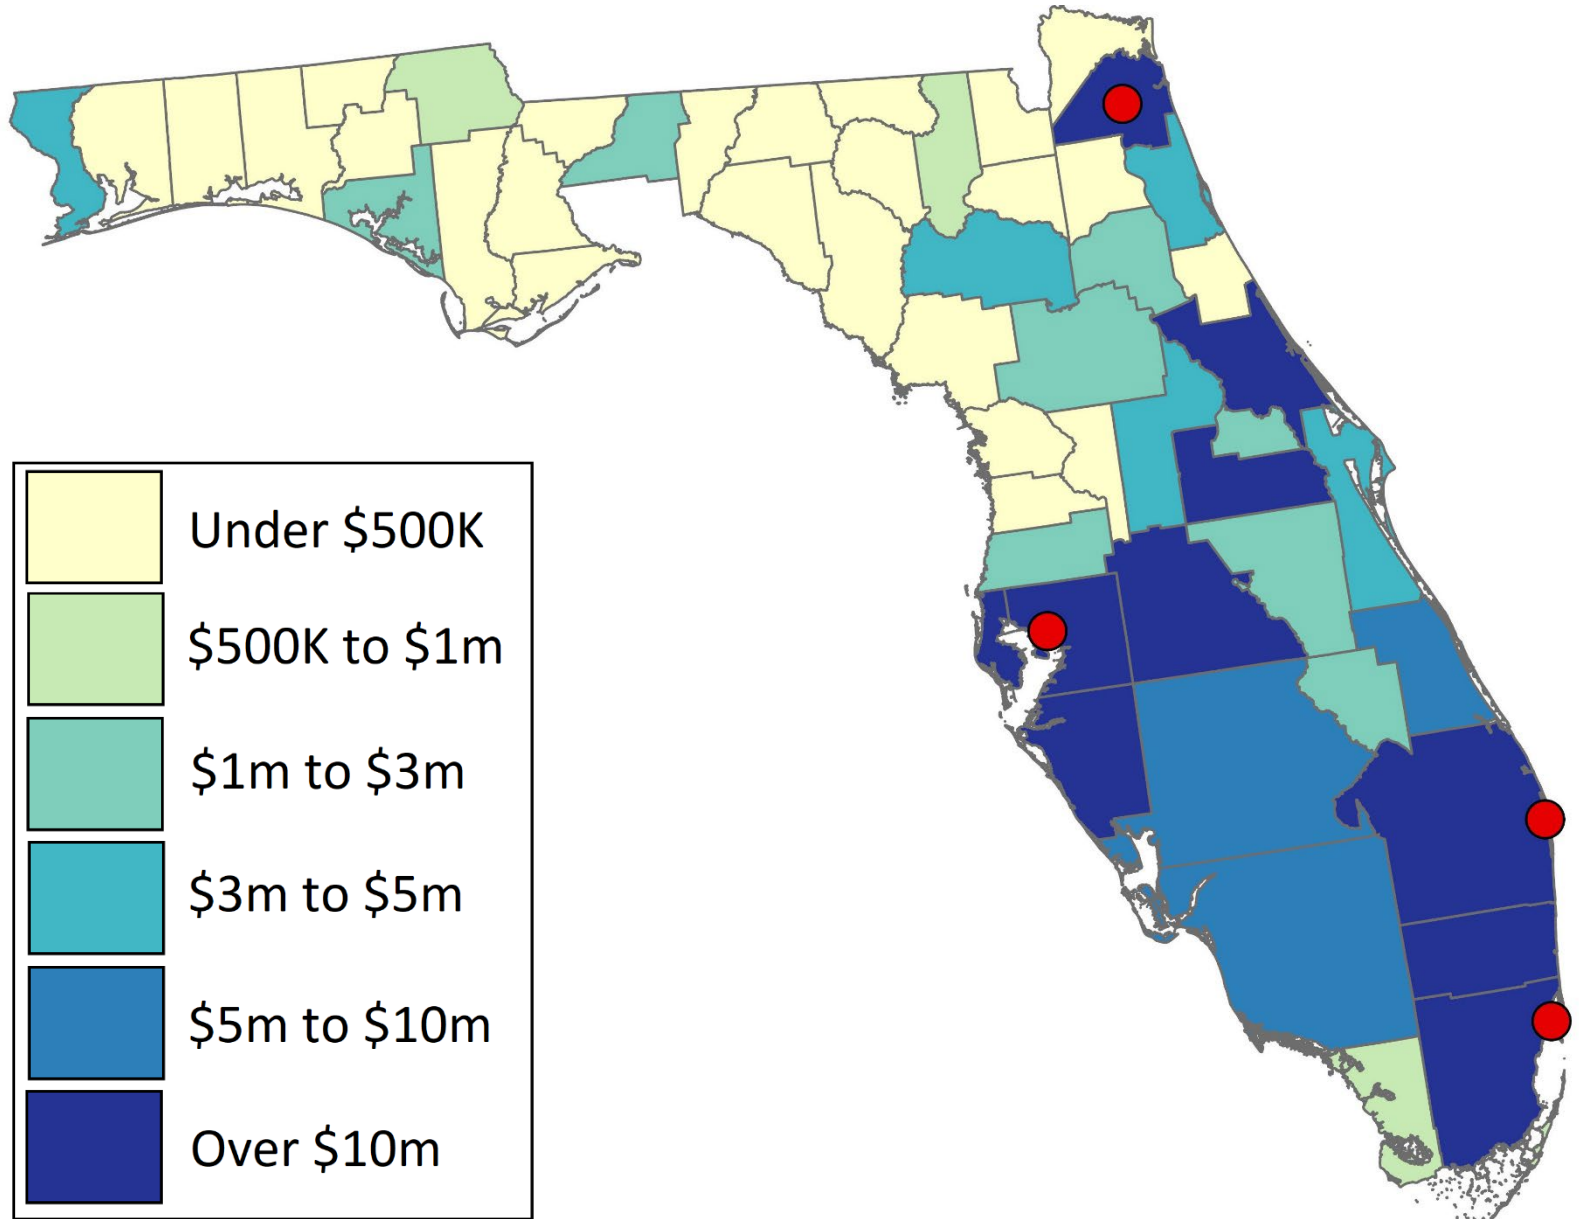 Under $500K
$500K to $1m
$1m to $3m
$3m to $5m
$5m to $10m
Over $10m